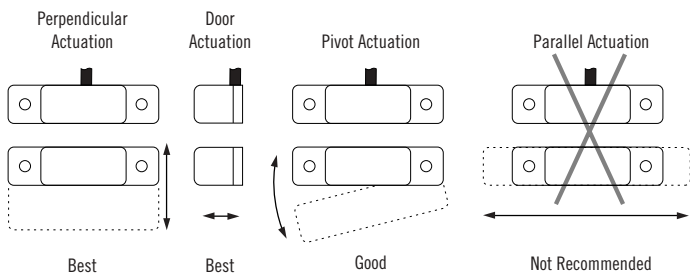 Perpendicular
Actuation
Door
Actuation
Pivot Actuation
Parallel Actuation
Best
Best
Good
Not Recommended